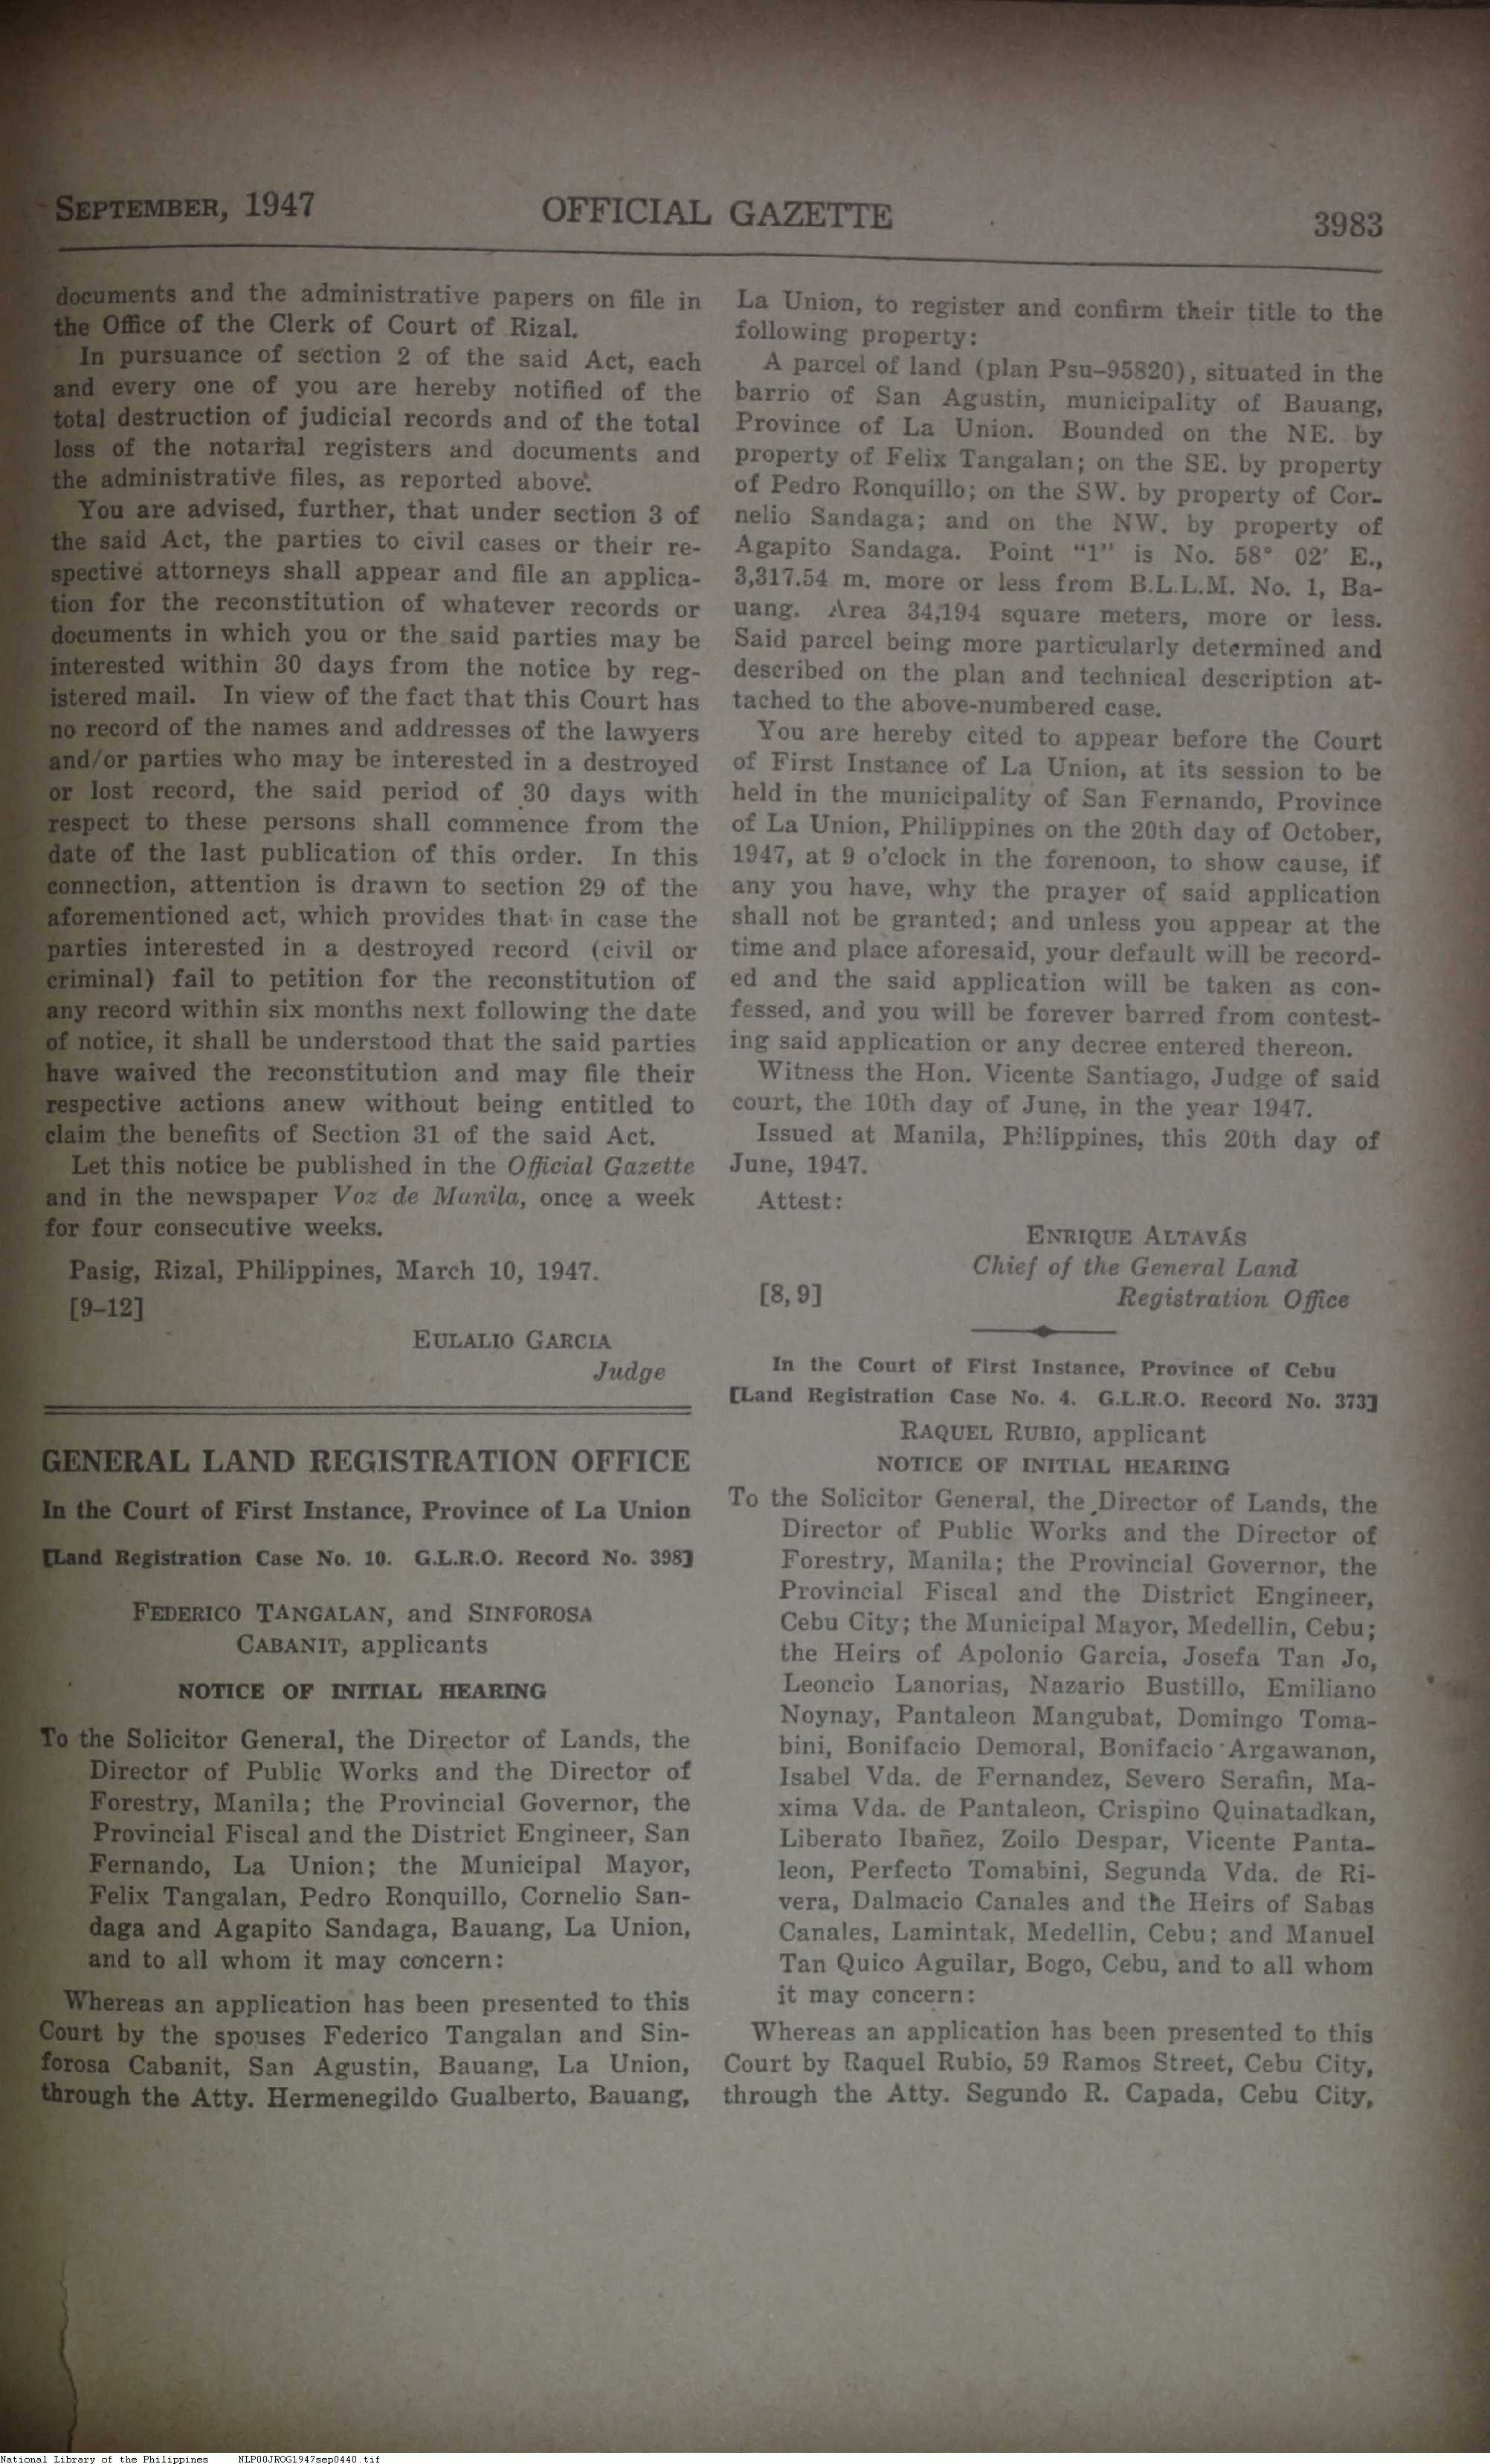 SEPTEMBER, 1947 OFFICIAL GAZETTE 3983
documents and the administrative papers on file in
the Office of the Clerk of Court of Rizal.
In pursuance of section 2 of the said Act, each
and every one of you are hereby notified of the
total destruction of judicial records and of the total
loss of the notarial registers and documents and
the administrative files, as reported above.
You are advised, further, that under section 3 of
the said Act, the parties to civil cases or their re-
spective attorneys shall appear and file an applica-
tion for the reconstitution of whatever records or
documents in which you or the said parties may be
interested within 30 days from the notice by reg-
istered mail. In view of the fact that this Court has
no record of the names and addresses of the lawyers
and/or parties who may be interested in a destroyed
or lost record, the said period of 30 days with
respect to these persons shall commence from the
date of the last publication of this order. In this
connection, attention is drawn to section 29 of the
aforementioned act, which provides that in case the
parties interested in a destroyed record (civil or
criminal) fail to petition for the reconstitution of
any record within six months next following the date
of notice, it shall be understood that the said parties
have waived the reconstitution and may file their
respective actions anew without being entitled to
claim the benefits of Section 31 of the said Act.
Let this notice be published in the Official Gazette
and in the newspaper Voz de Manila, once a week
for four consecutive weeks.
Pasig, Rizal, Philippines, March 10, 1947.
[9–12]
EULALIO GARCIA
Judge
GENERAL LAND REGISTRATION OFFICE
In the Court of First Instance, Province of La Union
[Land Registration Case No. 10. G.L.R.O. Record No. 398]
FEDERICO TANGALAN, and SINFOROSA
CABANIT, applicants
NOTICE OF INITIAL HEARING
To the Solicitor General, the Director of Lands, the
Director of Public Works and the Director of
Forestry, Manila; the Provincial Governor, the
Provincial Fiscal and the District Engineer, San
Fernando, La Union; the Municipal Mayor,
Felix Tangalan, Pedro Ronquillo, Cornelio San-
daga and Agapito Sandaga, Bauang, La Union,
and to all whom it may concern:
Whereas an application has been presented to this
Court by the spouses Federico Tangalan and Sin-
forosa Cabanit, San Agustin, Bauang, La Union,
through the Atty. Hermenegildo Gualberto, Bauang,
La Union, to register and confirm their title to the
following property:
A parcel of land (plan Psu–95820), situated in the
barrio of San Agustin, municipality of Bauang,
Province of La Union. Bounded on the NE. by
property of Felix Tangalan; on the SE. by property
of Pedro Ronquillo; on the SW. by property of Cor-
nelio Sandaga; and on the NW. by property of
Agapito Sandaga. Point "1" is No. 58° 02' E.,
3,317.54 m. more or less from B.L.L.M. No. 1, Ba-
uang. Area 34,194 square meters, more or less.
Said parcel being more particularly determined and
described on the plan and technical description at-
tached to the above-numbered case.
You are hereby cited to appear before the Court
of First Instance of La Union, at its session to be
held in the municipality of San Fernando, Province
of La Union, Philippines on the 20th day of October,
1947, at 9 o'clock in the forenoon, to show cause, if
any you have, why the prayer of said application
shall not be granted; and unless you appear at the
time and place aforesaid, your default will be record-
ed and the said application will be taken as con-
fessed, and you will be forever barred from contest-
ing said application or any decree entered thereon.
Witness the Hon. Vicente Santiago, Judge of said
court, the 10th day of June, in the year 1947.
Issued at Manila, Philippines, this 20th day of
June, 1947.
Attest:
ENRIQUE ALTAVÁS
Chief of the General Land
[8, 9] Registration Office
In the Court of First Instance, Province of Cebu
[Land Registration Case No. 4. G.L.R.O. Record No. 373]
RAQUEL RUBIO, applicant
NOTICE OF INITIAL HEARING
To the Solicitor General, the Director of Lands, the
Director of Public Works and the Director of
Forestry, Manila; the Provincial Governor, the
Provincial Fiscal and the District Engineer,
Cebu City; the Municipal Mayor, Medellin, Cebu;
the Heirs of Apolonio Garcia, Josefa Tan Jo,
Leoncio Lanorias, Nazario Bustillo, Emiliano
Noynay, Pantaleon Mangubat, Domingo Toma-
bini, Bonifacio Demoral, Bonifacio Argawanon,
Isabel Vda. de Fernandez, Severo Serafin, Ma-
xima Vda. de Pantaleon, Crispino Quinatadkan,
Liberato Ibañez, Zoilo Despar, Vicente Panta-
leon, Perfecto Tomabini, Segunda Vda. de Ri-
vera, Dalmacio Canales and the Heirs of Sabas
Canales, Lamintak, Medellin, Cebu; and Manuel
Tan Quico Aguilar, Bogo, Cebu, and to all whom
it may concern:
Whereas an application has been presented to this
Court by Raquel Rubio, 59 Ramos Street, Cebu City,
through the Atty. Segundo R. Capada, Cebu City,
National Library of the Philippines NLP00JROG1947sep0440.tif